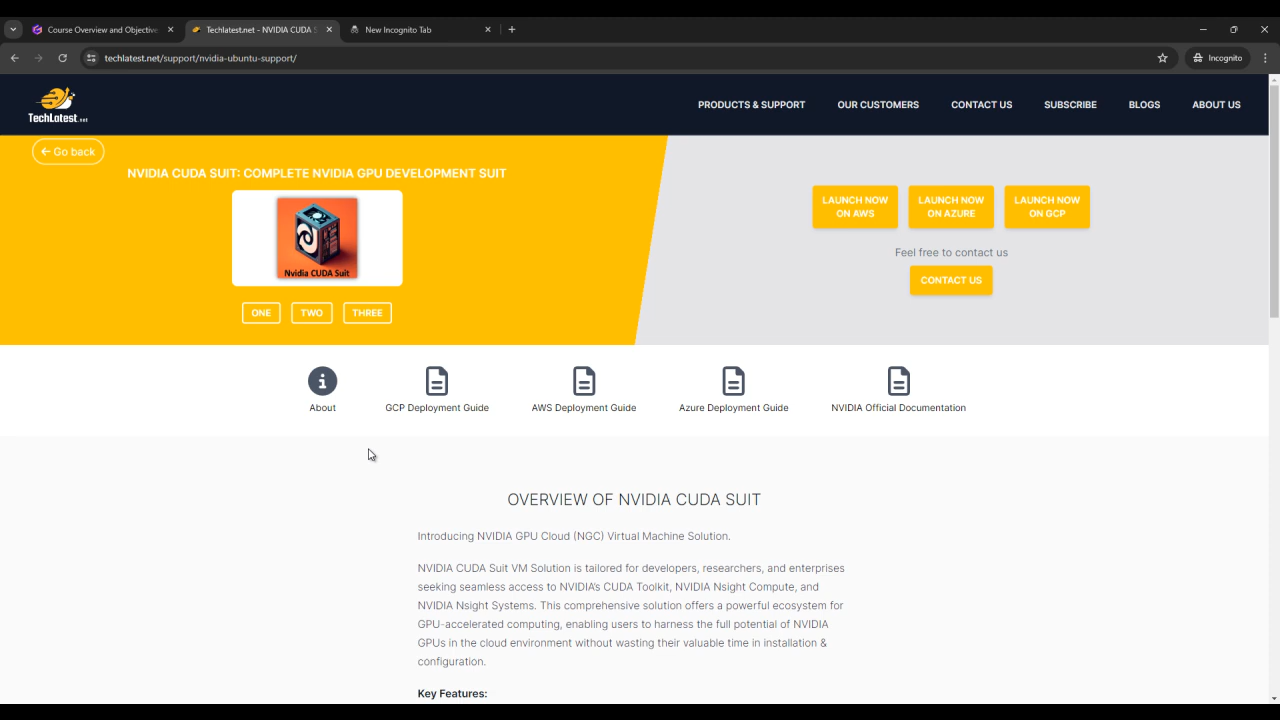 Course Overview and Objective
Techlatest.net - NVIDIA CUDA S
New Incognito Tab
techlatest.net/support/nvidia-ubuntu-support/
Incognito
TechLatest.net
PRODUCTS & SUPPORT
OUR CUSTOMERS
CONTACT US
SUBSCRIBE
BLOGS
ABOUT US
← Go back
NVIDIA CUDA SUIT: COMPLETE NVIDIA GPU DEVELOPMENT SUIT
Nvidia CUDA Suit
ONE
TWO
THREE
LAUNCH NOW
ON AWS
LAUNCH NOW
ON AZURE
LAUNCH NOW
ON GCP
Feel free to contact us
CONTACT US
About
GCP Deployment Guide
AWS Deployment Guide
Azure Deployment Guide
NVIDIA Official Documentation
OVERVIEW OF NVIDIA CUDA SUIT
Introducing NVIDIA GPU Cloud (NGC) Virtual Machine Solution.
NVIDIA CUDA Suit VM Solution is tailored for developers, researchers, and enterprises
seeking seamless access to NVIDIA's CUDA Toolkit, NVIDIA Nsight Compute, and
NVIDIA Nsight Systems. This comprehensive solution offers a powerful ecosystem for
GPU-accelerated computing, enabling users to harness the full potential of NVIDIA
GPUs in the cloud environment without wasting their valuable time in installation &
configuration.
Key Features: